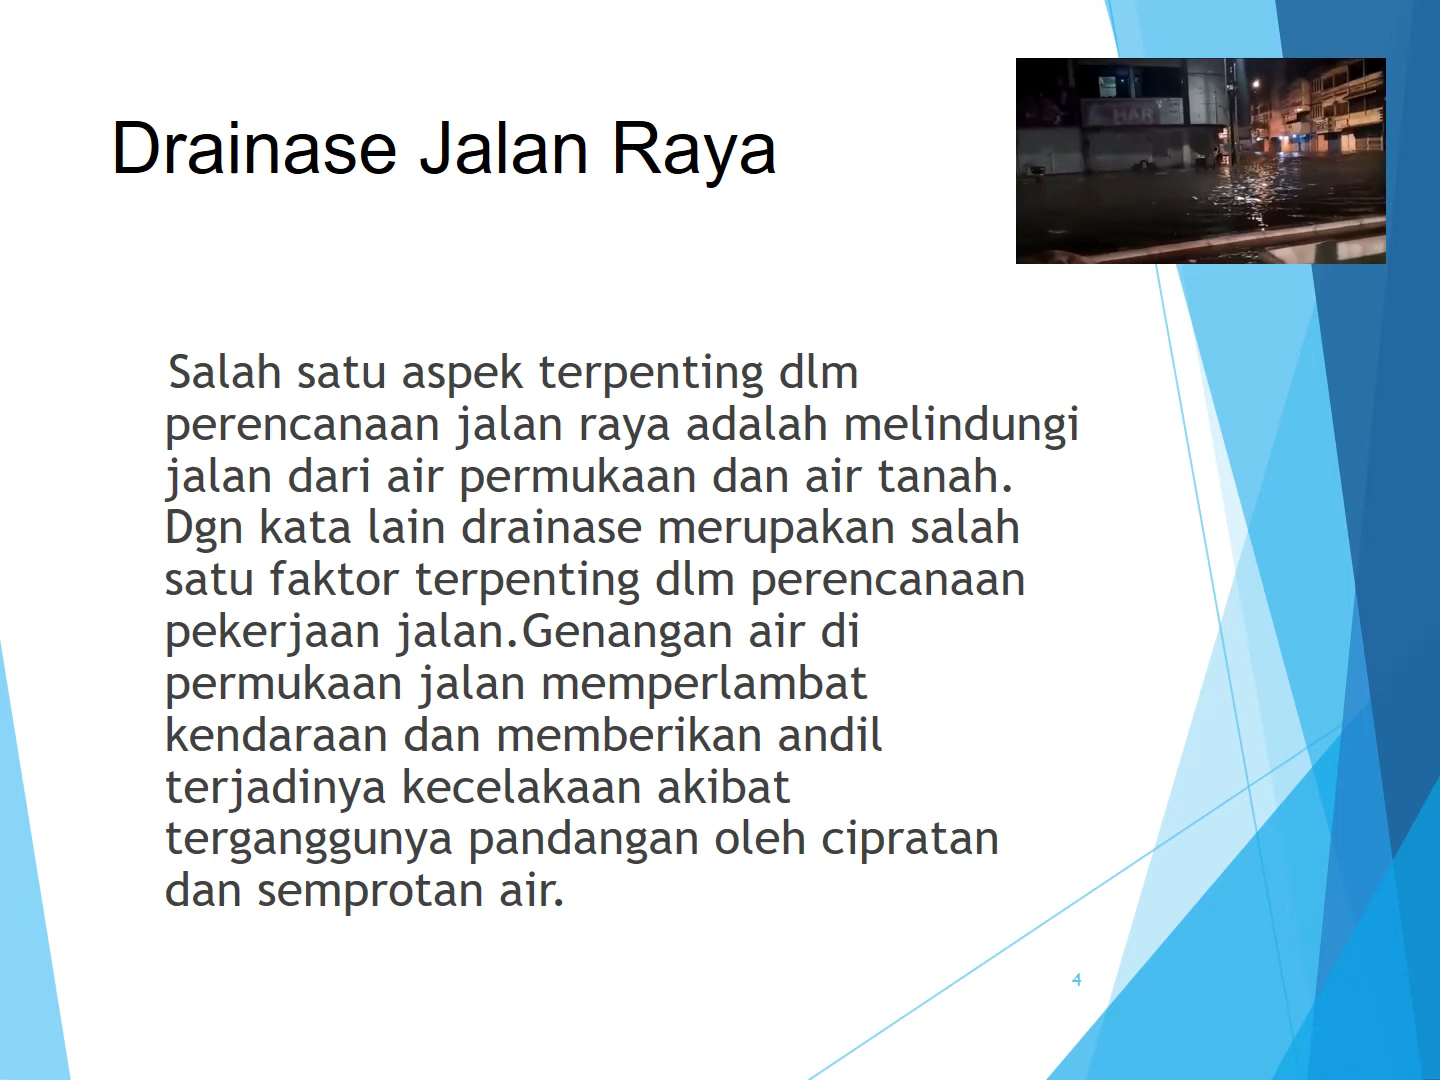 Drainase Jalan Raya
HAR
Salah satu aspek terpenting dlm
perencanaan jalan raya adalah melindungi
jalan dari air permukaan dan air tanah.
Dgn kata lain drainase merupakan salah
satu faktor terpenting dlm perencanaan
pekerjaan jalan.Genangan air di
permukaan jalan memperlambat
kendaraan dan memberikan andil
terjadinya kecelakaan akibat
terganggunya pandangan oleh cipratan
dan semprotan air.
4